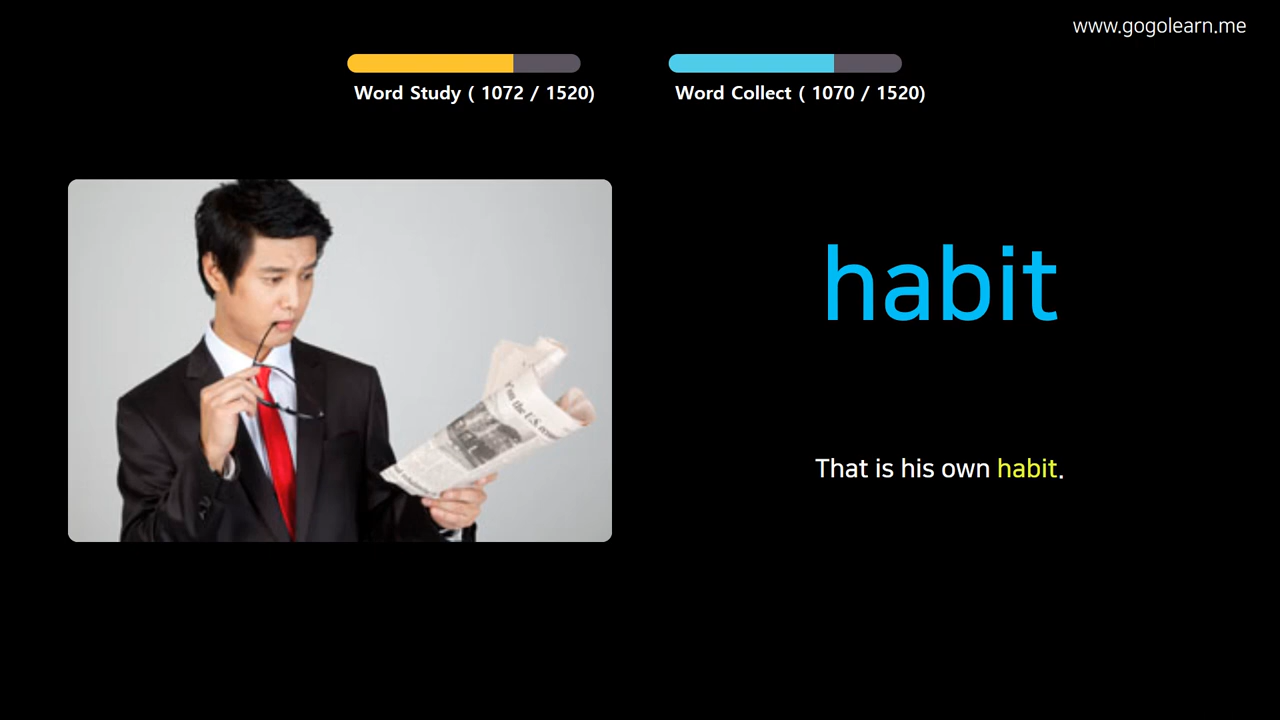 www.gogolearn.me
Word Study ( 1072 / 1520)
Word Collect ( 1070 / 1520)
habit
That is his own habit.